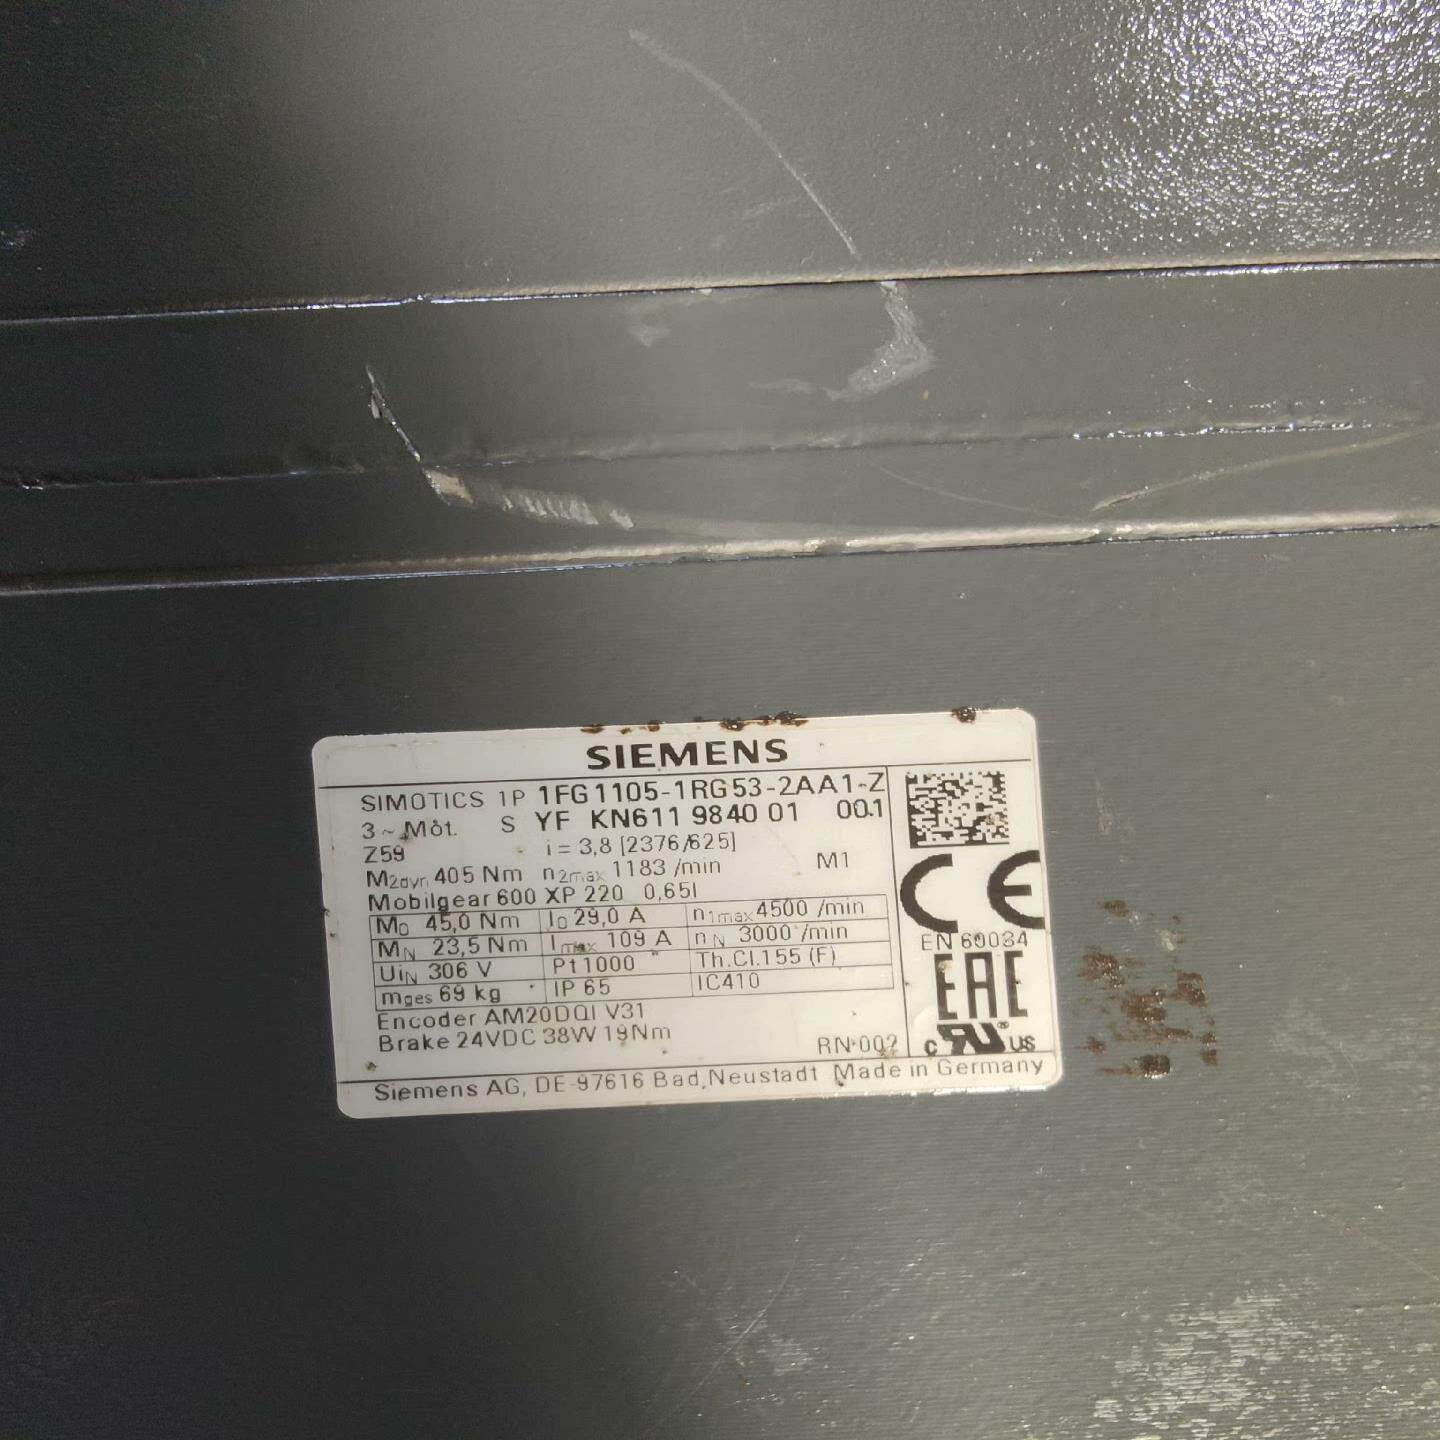 SIEMENS
SIMOTICS 1P 1FG1105-1RG53-2AA1-Z
3 ~ Mot. S YF KN611 9840 01 001
Z59 i = 3,8 [2376/625]
M2dyn 405 Nm n2max 1183 /min M1
Mobilgear 600 XP 220 0,65l
M0 45,0 Nm I0 29,0 A n1max 4500 /min
MN 23,5 Nm Imax 109 A nN 3000 /min
UiN 306 V Pt1000 Th.Cl.155 (F)
mges 69 kg IP 65 IC410
Encoder AM20DQI V31
Brake 24VDC 38W 19Nm
RN 002
CE
EN 60034
EAC
c RU US
Siemens AG, DE-97616 Bad Neustadt Made in Germany